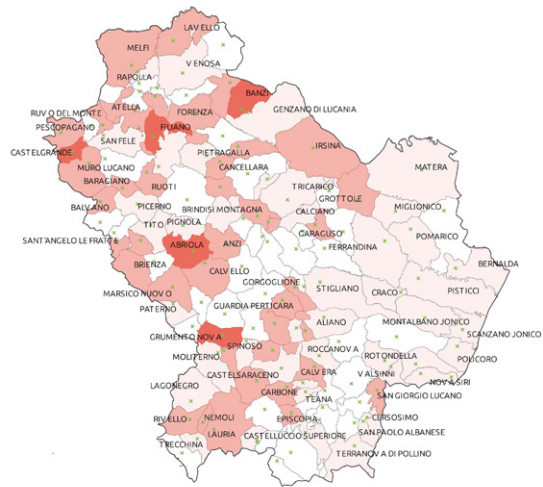 LAVELLO
MELFI
VENOSA
RAPOLLA
BANZI
ATELLA
GENZANO DI LUCANIA
RUVO DEL MONTE
FORENZA
PESCOPAGANO
FILIANO
SAN FELE
IRSINA
CASTELGRANDE
PIETRAGALLA
MURO LUCANO
CANCELLARA
MATERA
BARAGIANO
RUOTI
TRICARICO
GROTTOLE
BALVANO
PICERNO
BRINDISI MONTAGNA
CALCIANO
MIGLIONICO
TITO
PIGNOLA
GARAGUSO
POMARICO
SANT'ANGELO LE FRATTE
ABRIOLA
ANZI
FERRANDINA
BRIENZA
CALVELLO
BERNALDA
GORGOGLIONE
STIGLIANO
CRACO
PISTICCI
MARSICO NUOVO
PATERNO
GUARDIA PERTICARA
ALIANO
MONTALBANO JONICO
GRUMENTO NOVA
SCANZANO JONICO
SPINOSO
ROCCANOVA
MOLITERNO
ROTONDELLA
POLICORO
CASTELSARACENO
CALVERA
VALSINNI
NOVA SIRI
LAGONEGRO
CARBONE
TEANA
SAN GIORGIO LUCANO
RIVELLO
NEMOLI
EPISCOPIA
CERSOSIMO
LAURIA
CASTELLUCCIO SUPERIORE
SAN PAOLO ALBANESE
TRECCHINA
TERRANOVA DI POLLINO